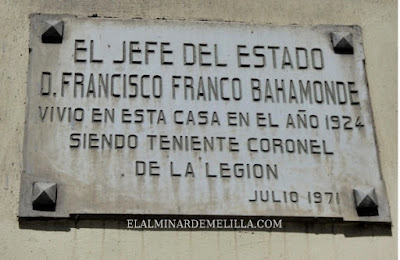 EL JEFE DEL ESTADO
D. FRANCISCO FRANCO BAHAMONDE
VIVIO EN ESTA CASA EN EL AÑO 1924
SIENDO TENIENTE CORONEL
DE LA LEGION
JULIO 1971
ELALMINARDEMELILLA.COM